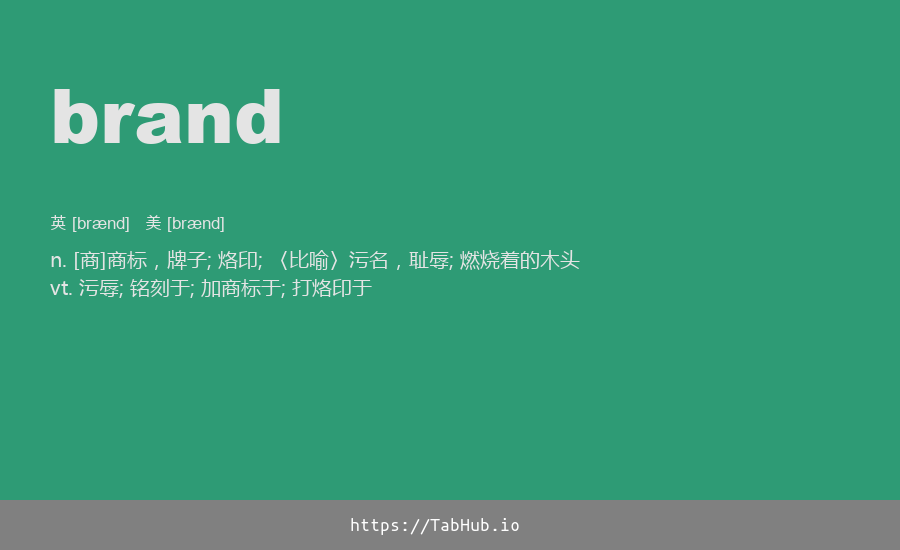 brand
英 [brænd] 美 [brænd]
n. [商]商标，牌子; 烙印; 〈比喻〉污名，耻辱; 燃烧着的木头
vt. 污辱; 铭刻于; 加商标于; 打烙印于
https://TabHub.io